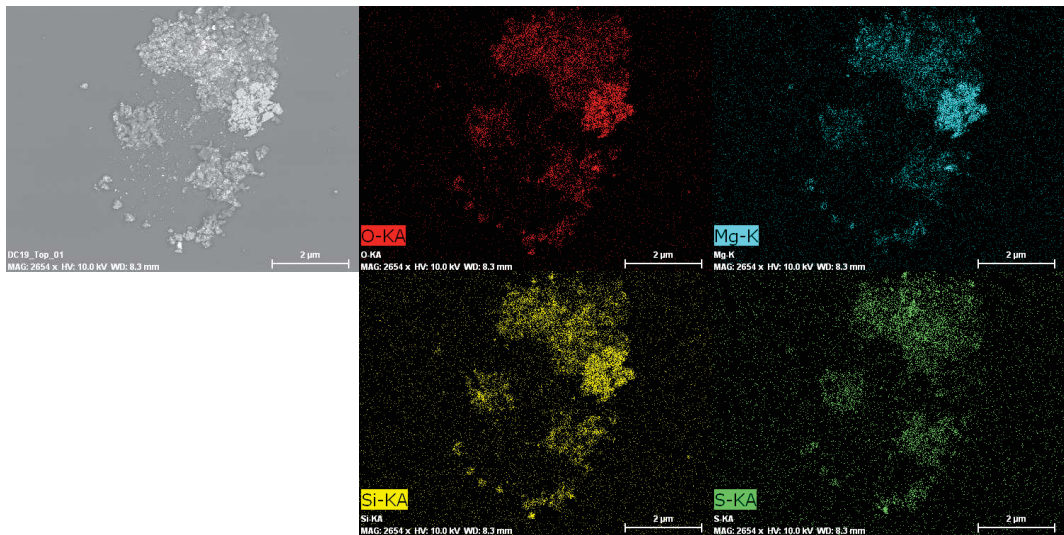 DC19_Top_01
MAG: 2654 x HV: 10.0 kV WD: 8.3 mm
2 µm
O-KA
O-KA
MAG: 2654 x HV: 10.0 kV WD: 8.3 mm
2 µm
Mg-K
Mg-K
MAG: 2654 x HV: 10.0 kV WD: 8.3 mm
2 µm
Si-KA
Si-KA
MAG: 2654 x HV: 10.0 kV WD: 8.3 mm
2 µm
S-KA
S-KA
MAG: 2654 x HV: 10.0 kV WD: 8.3 mm
2 µm